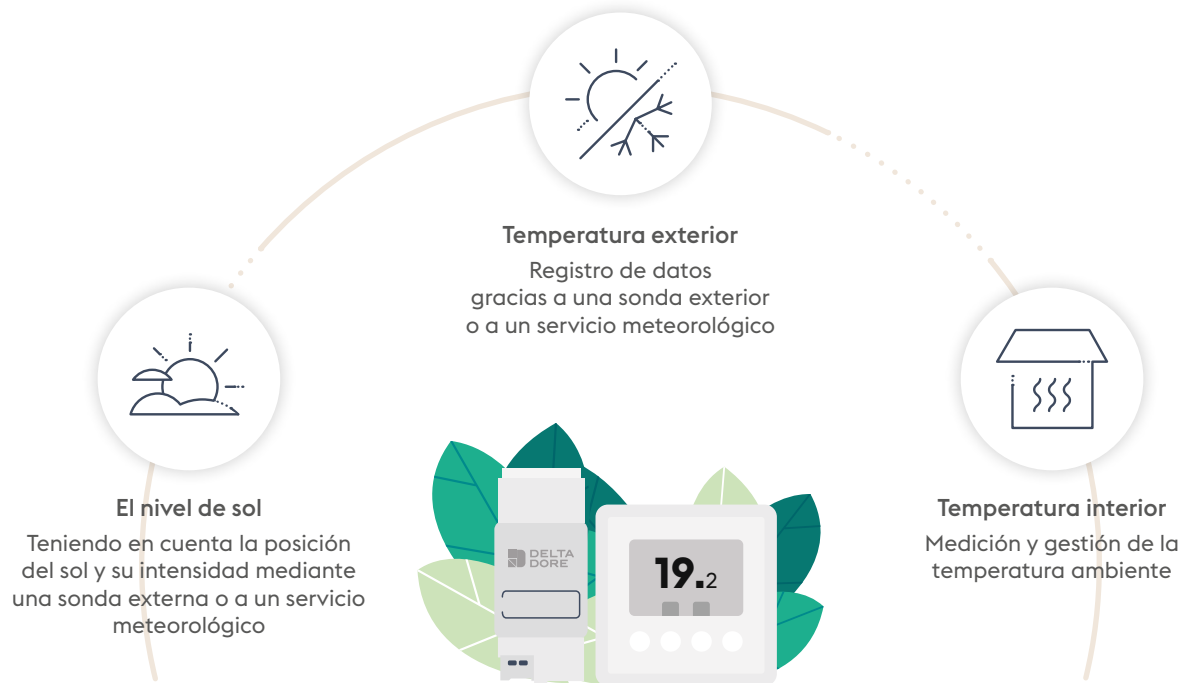 Temperatura exterior
Registro de datos
gracias a una sonda exterior
o a un servicio meteorológico
El nivel de sol
Teniendo en cuenta la posición
del sol y su intensidad mediante
una sonda externa o a un servicio
meteorológico
Temperatura interior
Medición y gestión de la
temperatura ambiente
DELTA
DORE
19.2